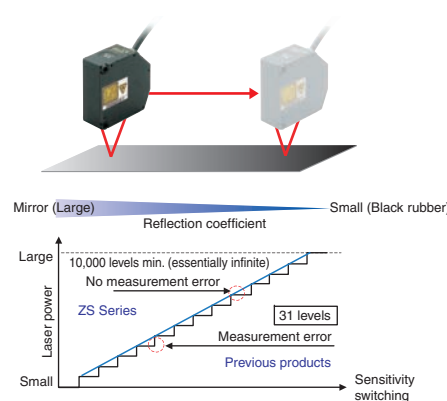 Mirror (Large)
Small (Black rubber)
Reflection coefficient
Large
10,000 levels min. (essentially infinite)
No measurement error
ZS Series
31 levels
Laser power
Measurement error
Previous products
Small
Sensitivity
switching